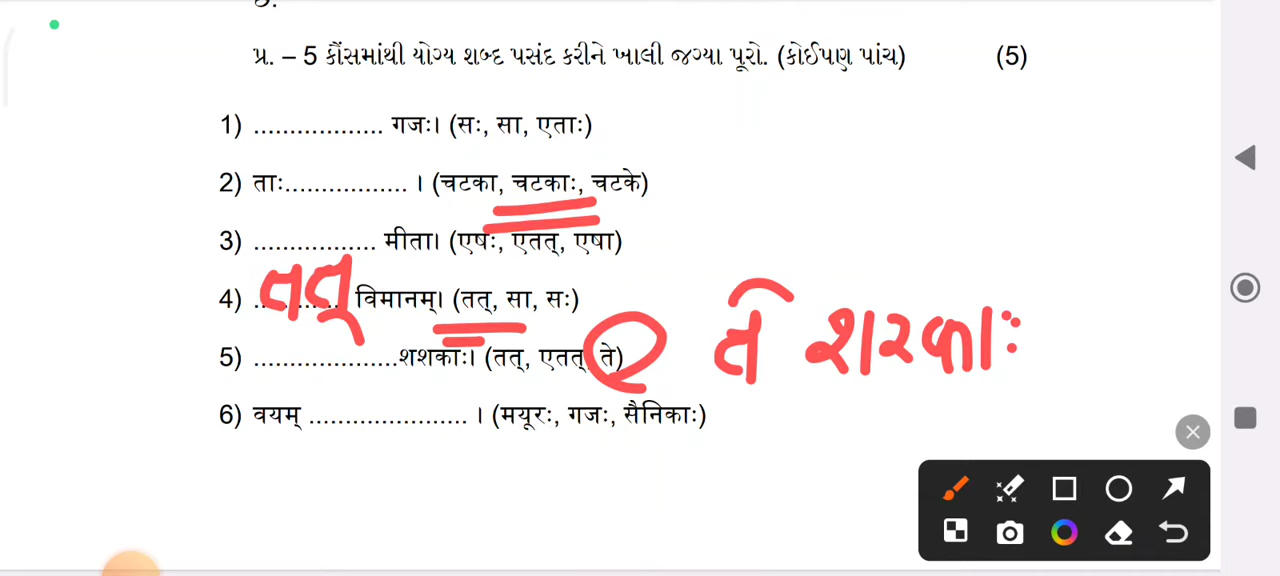 પ્ર. – 5 કૌંસમાંથી યોગ્ય શબ્દ પસંદ કરીને ખાલી જગ્યા પૂરો. (કોઈપણ પાંચ) (5)
1) .................. गजः। (सः, सा, एताः)
2) ताः................. । (चटका, चटकाः, चटके)
3) ................. मीता। (एषः, एतत्, एषा)
4) तत् विमानम्। (तत्, सा, सः)
5) ....................शशकाः। (तत्, एतत् ते) ते शरकाः
6) वयम् ...................... । (मयूरः, गजः, सैनिकाः)